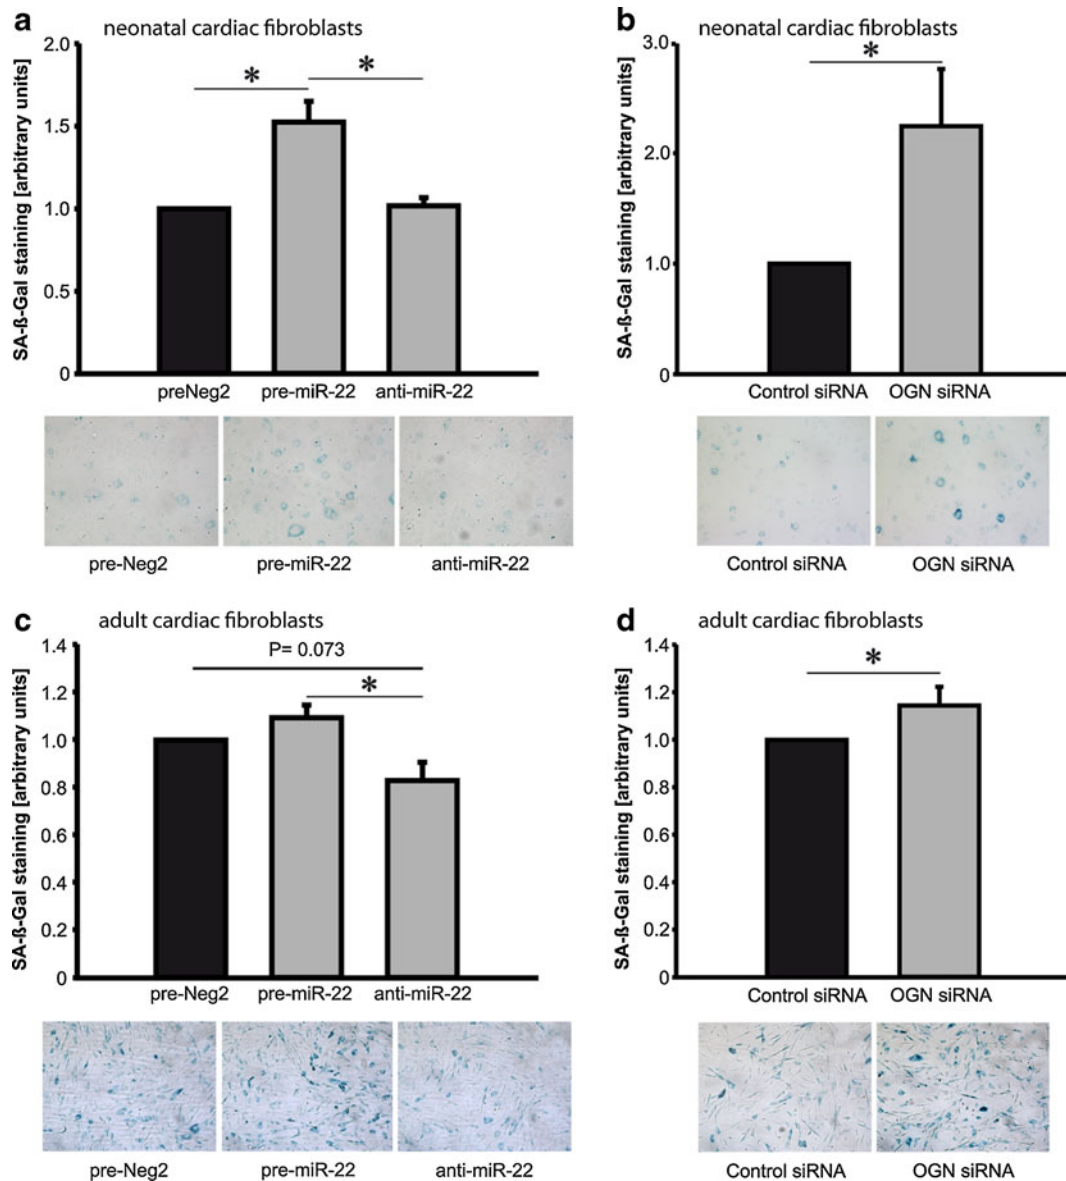 a neonatal cardiac fibroblasts
SA-ß-Gal staining [arbitrary units]
2.0
1.5
1.0
0.5
0
* *
preNeg2 pre-miR-22 anti-miR-22
pre-Neg2 pre-miR-22 anti-miR-22
b neonatal cardiac fibroblasts
SA-ß-Gal staining [arbitrary units]
3.0
2.0
1.0
0
*
Control siRNA OGN siRNA
Control siRNA OGN siRNA
c adult cardiac fibroblasts
SA-ß-Gal staining [arbitrary units]
1.4
1.2
1.0
0.8
0.6
0.4
0.2
0
P= 0.073
*
pre-Neg2 pre-miR-22 anti-miR-22
pre-Neg2 pre-miR-22 anti-miR-22
d adult cardiac fibroblasts
SA-ß-Gal staining [arbitrary units]
1.4
1.2
1.0
0.8
0.6
0.4
0.2
0
*
Control siRNA OGN siRNA
Control siRNA OGN siRNA